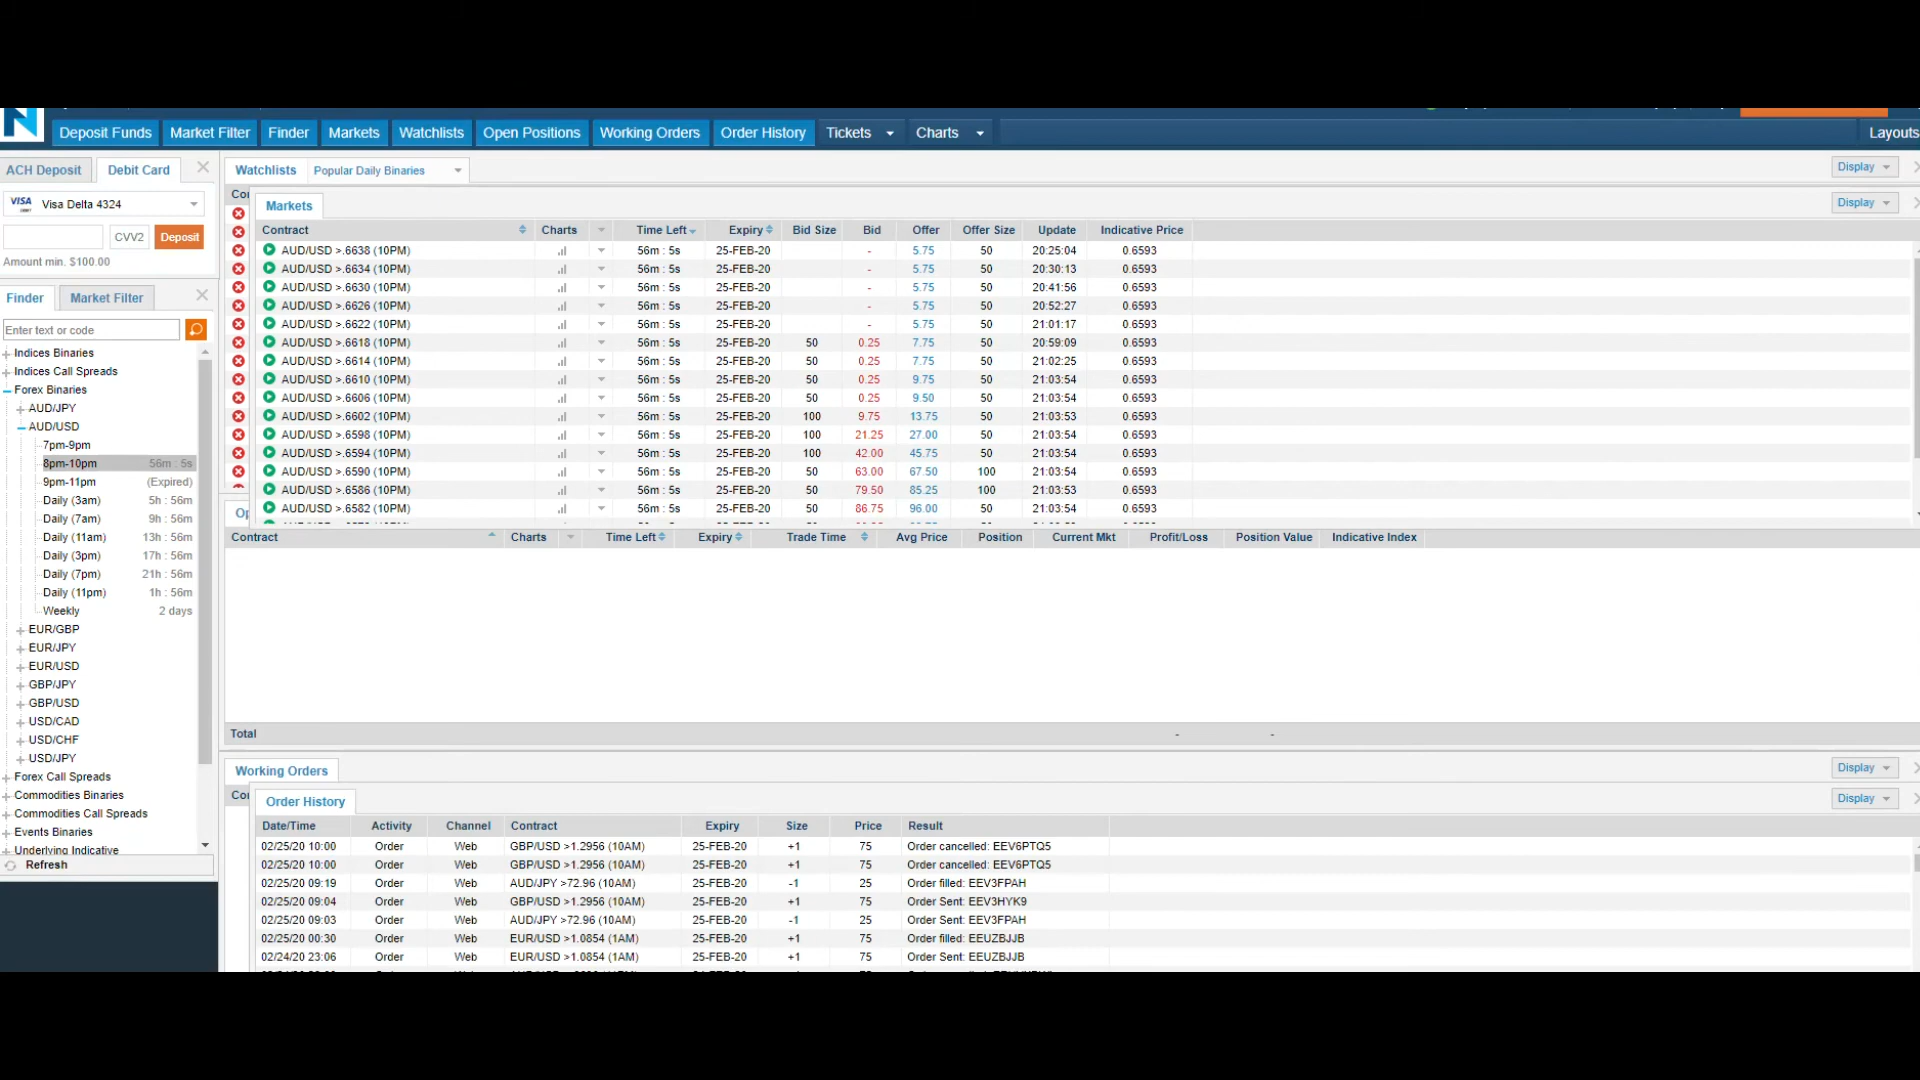 Deposit Funds Market Filter Finder Markets Watchlists Open Positions Working Orders Order History Tickets Charts Layouts
ACH Deposit Debit Card
VISA Visa Delta 4324
CVV2 Deposit
Amount min. $100.00
Finder Market Filter
Enter text or code
Indices Binaries
Indices Call Spreads
Forex Binaries
AUD/JPY
AUD/USD
7pm-9pm
8pm-10pm 56m : 5s
9pm-11pm (Expired)
Daily (3am) 5h : 56m
Daily (7am) 9h : 56m
Daily (11am) 13h : 56m
Daily (3pm) 17h : 56m
Daily (7pm) 21h : 56m
Daily (11pm) 1h : 56m
Weekly 2 days
EUR/GBP
EUR/JPY
EUR/USD
GBP/JPY
GBP/USD
USD/CAD
USD/CHF
USD/JPY
Forex Call Spreads
Commodities Binaries
Commodities Call Spreads
Events Binaries
Underlying Indicative
Refresh
Watchlists Popular Daily Binaries Display
Markets Display
Contract Charts Time Left Expiry Bid Size Bid Offer Offer Size Update Indicative Price
AUD/USD >.6638 (10PM) 56m : 5s 25-FEB-20 - 5.75 50 20:25:04 0.6593
AUD/USD >.6634 (10PM) 56m : 5s 25-FEB-20 - 5.75 50 20:30:13 0.6593
AUD/USD >.6630 (10PM) 56m : 5s 25-FEB-20 - 5.75 50 20:41:56 0.6593
AUD/USD >.6626 (10PM) 56m : 5s 25-FEB-20 - 5.75 50 20:52:27 0.6593
AUD/USD >.6622 (10PM) 56m : 5s 25-FEB-20 - 5.75 50 21:01:17 0.6593
AUD/USD >.6618 (10PM) 56m : 5s 25-FEB-20 50 0.25 7.75 50 20:59:09 0.6593
AUD/USD >.6614 (10PM) 56m : 5s 25-FEB-20 50 0.25 7.75 50 21:02:25 0.6593
AUD/USD >.6610 (10PM) 56m : 5s 25-FEB-20 50 0.25 9.75 50 21:03:54 0.6593
AUD/USD >.6606 (10PM) 56m : 5s 25-FEB-20 50 0.25 9.50 50 21:03:54 0.6593
AUD/USD >.6602 (10PM) 56m : 5s 25-FEB-20 100 9.75 13.75 50 21:03:53 0.6593
AUD/USD >.6598 (10PM) 56m : 5s 25-FEB-20 100 21.25 27.00 50 21:03:54 0.6593
AUD/USD >.6594 (10PM) 56m : 5s 25-FEB-20 100 42.00 45.75 50 21:03:54 0.6593
AUD/USD >.6590 (10PM) 56m : 5s 25-FEB-20 50 63.00 67.50 100 21:03:54 0.6593
AUD/USD >.6586 (10PM) 56m : 5s 25-FEB-20 50 79.50 85.25 100 21:03:53 0.6593
AUD/USD >.6582 (10PM) 56m : 5s 25-FEB-20 50 86.75 96.00 50 21:03:54 0.6593
Contract Charts Time Left Expiry Trade Time Avg Price Position Current Mkt Profit/Loss Position Value Indicative Index
Total - -
Working Orders Display
Order History Display
Date/Time Activity Channel Contract Expiry Size Price Result
02/25/20 10:00 Order Web GBP/USD >1.2956 (10AM) 25-FEB-20 +1 75 Order cancelled: EEV6PTQ5
02/25/20 10:00 Order Web GBP/USD >1.2956 (10AM) 25-FEB-20 +1 75 Order cancelled: EEV6PTQ5
02/25/20 09:19 Order Web AUD/JPY >72.96 (10AM) 25-FEB-20 -1 25 Order filled: EEV3FPAH
02/25/20 09:04 Order Web GBP/USD >1.2956 (10AM) 25-FEB-20 +1 75 Order Sent: EEV3HYK9
02/25/20 09:03 Order Web AUD/JPY >72.96 (10AM) 25-FEB-20 -1 25 Order Sent: EEV3FPAH
02/25/20 00:30 Order Web EUR/USD >1.0854 (1AM) 25-FEB-20 +1 75 Order filled: EEUZBJJB
02/24/20 23:06 Order Web EUR/USD >1.0854 (1AM) 25-FEB-20 +1 75 Order Sent: EEUZBJJB